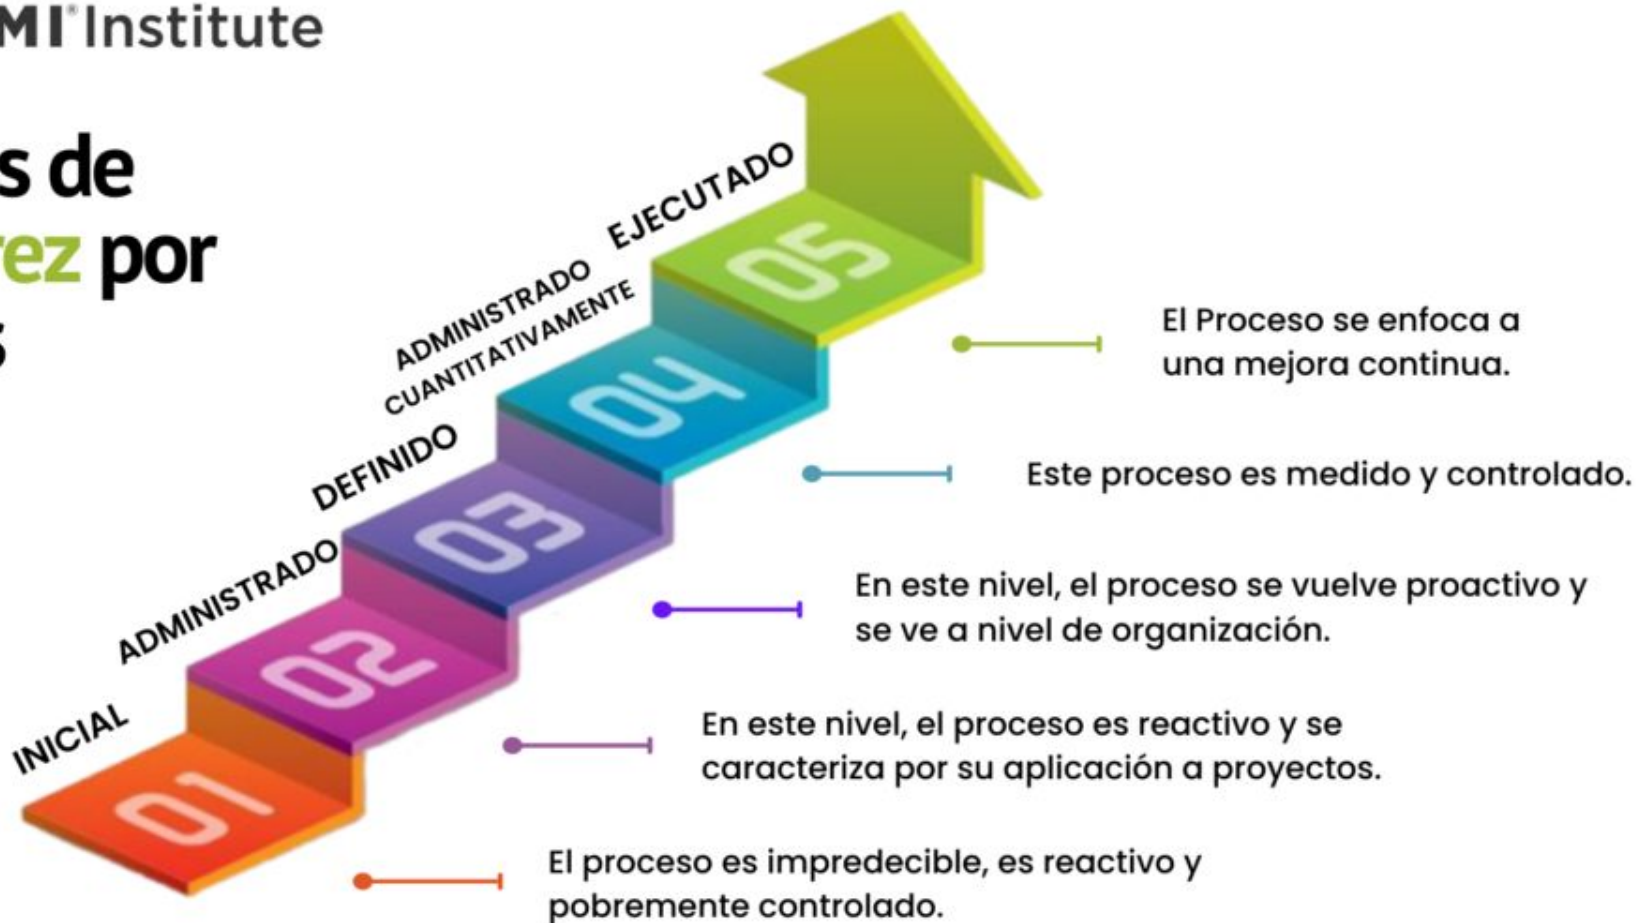 MI® Institute
s de
ez por
s
EJECUTADO
05
ADMINISTRADO
CUANTITATIVAMENTE
04
DEFINIDO
03
ADMINISTRADO
02
INICIAL
01
El Proceso se enfoca a
una mejora continua.
Este proceso es medido y controlado.
En este nivel, el proceso se vuelve proactivo y
se ve a nivel de organización.
En este nivel, el proceso es reactivo y se
caracteriza por su aplicación a proyectos.
El proceso es impredecible, es reactivo y
pobremente controlado.